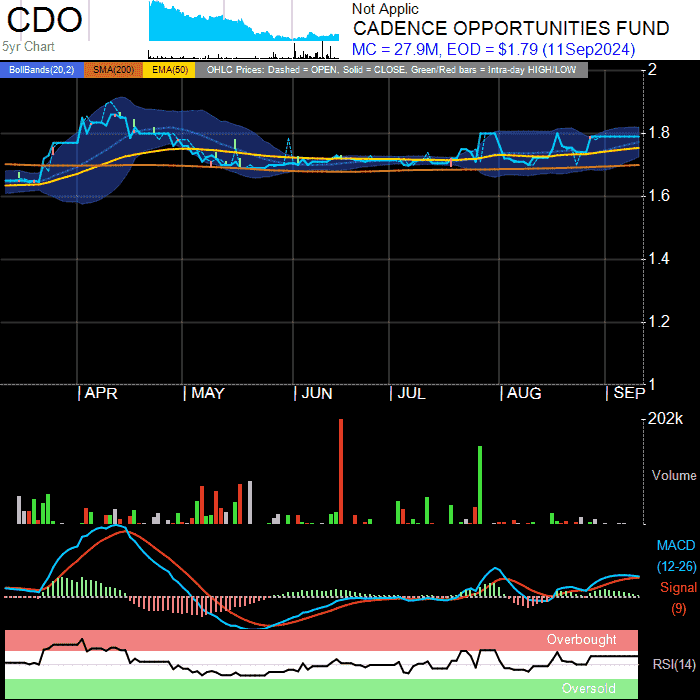 CDO
5yr Chart
Not Applic
CADENCE OPPORTUNITIES FUND
MC = 27.9M, EOD = $1.79 (11Sep2024)
BollBands(20,2) SMA(200) EMA(50) OHLC Prices: Dashed = OPEN, Solid = CLOSE, Green/Red bars = Intra-day HIGH/LOW
2
1.8
1.6
1.4
1.2
1
APR MAY JUN JUL AUG SEP
202k
Volume
MACD
(12-26)
Signal
(9)
Overbought
RSI(14)
Oversold